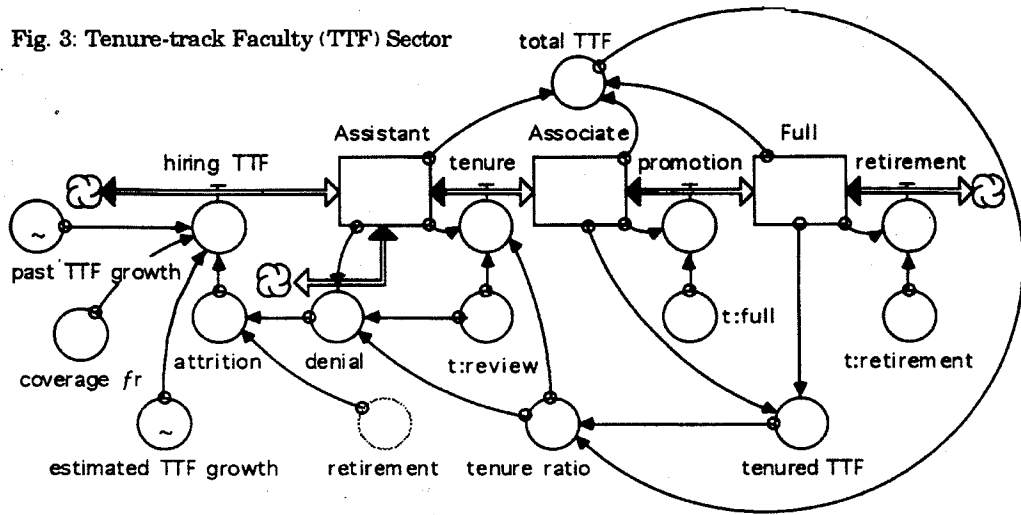 Fig. 3: Tenure-track Faculty (TTF) Sector
total TTF
Assistant
Associate
Full
hiring TTF
tenure
promotion
retirement
~
past TTF growth
t:full
attrition
denial
t:review
t:retirement
coverage fr
~
estimated TTF growth
retirement
tenure ratio
tenured TTF